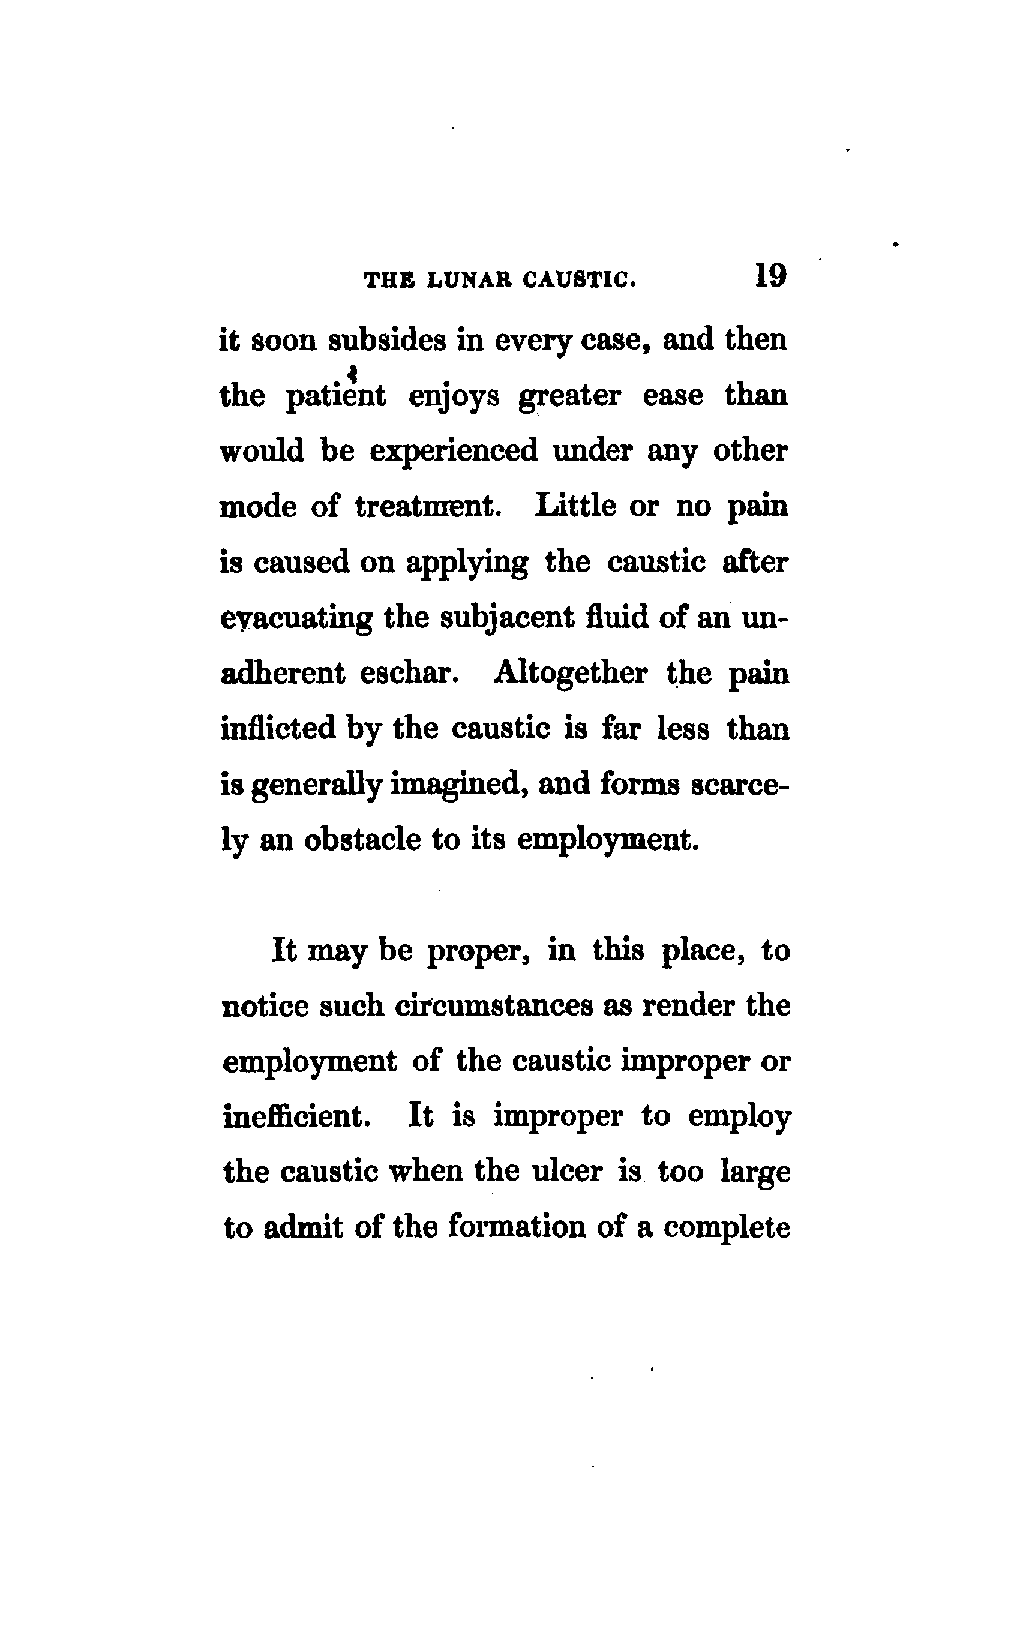 THE LUNAR CAUSTIC. 19
it soon subsides in every case, and then
the patient enjoys greater ease than
would be experienced under any other
mode of treatment. Little or no pain
is caused on applying the caustic after
evacuating the subjacent fluid of an un-
adherent eschar. Altogether the pain
inflicted by the caustic is far less than
is generally imagined, and forms scarce-
ly an obstacle to its employment.
It may be proper, in this place, to
notice such circumstances as render the
employment of the caustic improper or
inefficient. It is improper to employ
the caustic when the ulcer is too large
to admit of the formation of a complete